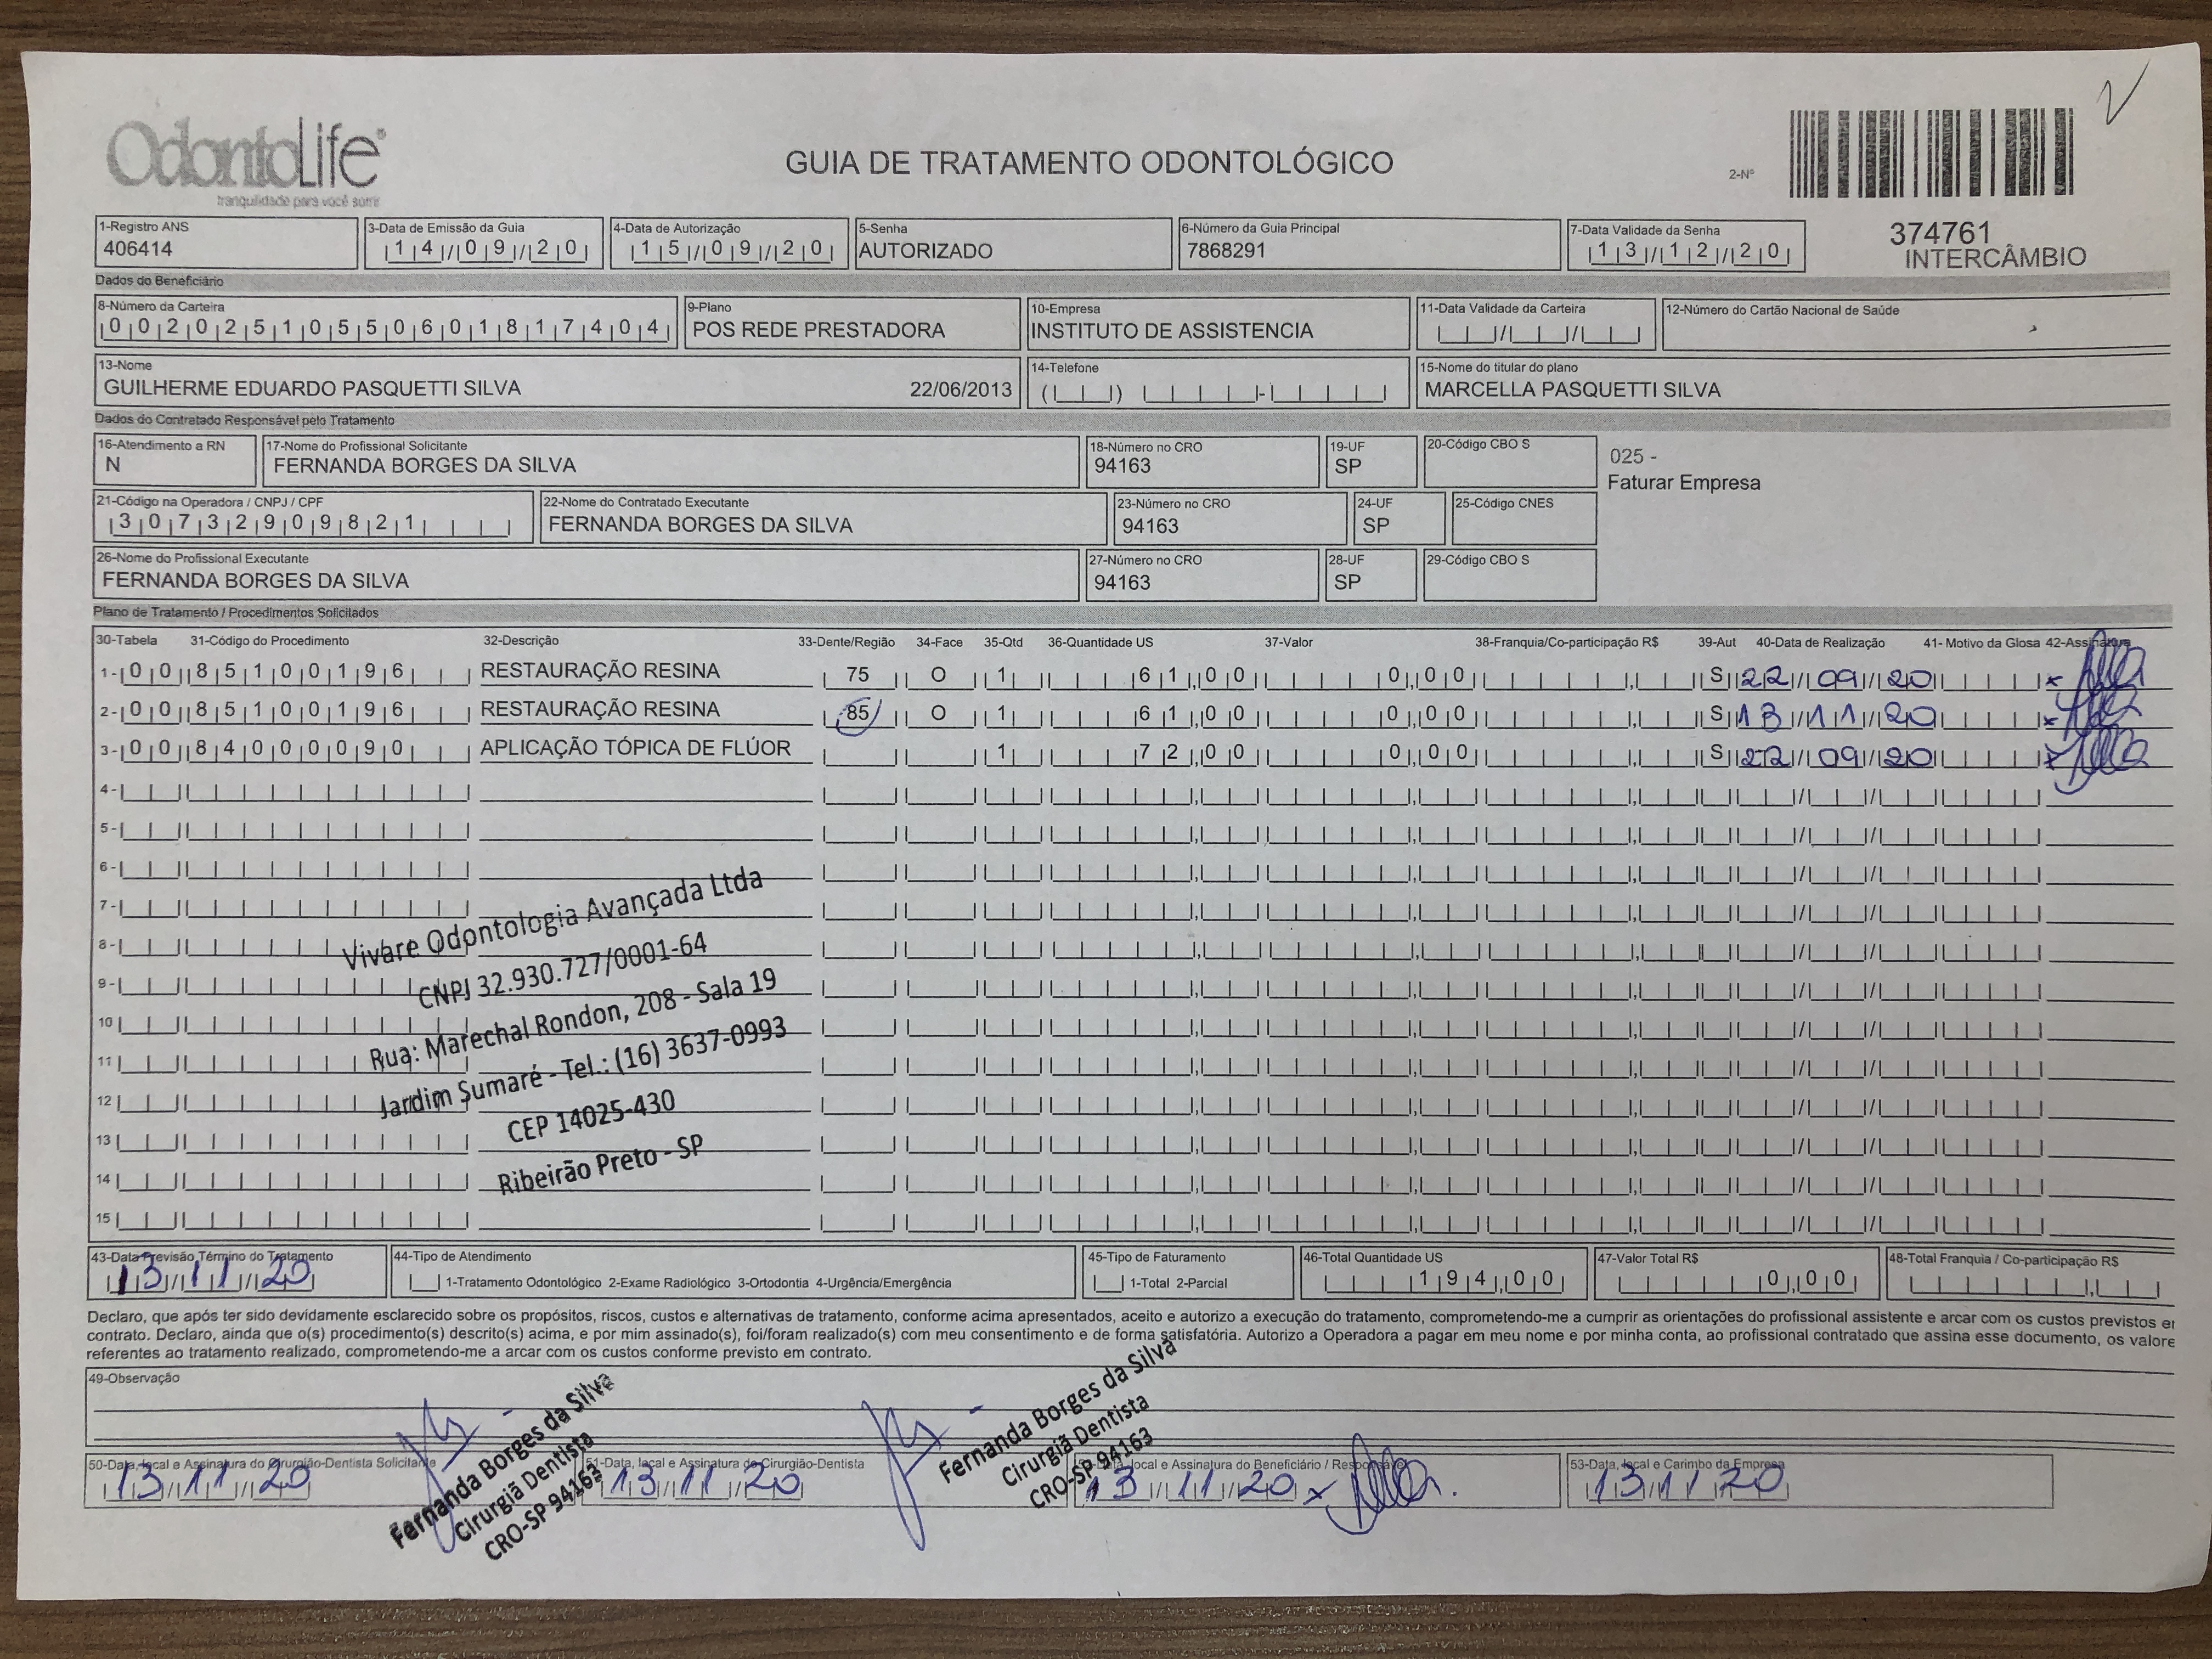 OdontoLife®
tranquilidade para você sorrir
GUIA DE TRATAMENTO ODONTOLÓGICO
2-Nº
374761
INTERCÂMBIO
1-Registro ANS
406414
3-Data de Emissão da Guia
14/09/20
4-Data de Autorização
15/09/20
5-Senha
AUTORIZADO
6-Número da Guia Principal
7868291
7-Data Validade da Senha
13/12/20
Dados do Beneficiário
8-Número da Carteira
00202510550601817404
9-Plano
POS REDE PRESTADORA
10-Empresa
INSTITUTO DE ASSISTENCIA
11-Data Validade da Carteira
12-Número do Cartão Nacional de Saúde
13-Nome
GUILHERME EDUARDO PASQUETTI SILVA 22/06/2013
14-Telefone
15-Nome do titular do plano
MARCELLA PASQUETTI SILVA
Dados do Contratado Responsável pelo Tratamento
16-Atendimento a RN
N
17-Nome do Profissional Solicitante
FERNANDA BORGES DA SILVA
18-Número no CRO
94163
19-UF
SP
20-Código CBO S
025 -
Faturar Empresa
21-Código na Operadora / CNPJ / CPF
30732909821
22-Nome do Contratado Executante
FERNANDA BORGES DA SILVA
23-Número no CRO
94163
24-UF
SP
25-Código CNES
26-Nome do Profissional Executante
FERNANDA BORGES DA SILVA
27-Número no CRO
94163
28-UF
SP
29-Código CBO S
Plano de Tratamento / Procedimentos Solicitados
30-Tabela 31-Código do Procedimento 32-Descrição 33-Dente/Região 34-Face 35-Qtd 36-Quantidade US 37-Valor 38-Franquia/Co-participação R$ 39-Aut 40-Data de Realização 41- Motivo da Glosa 42-Assinatura
1- 00 85100196 RESTAURAÇÃO RESINA 75 O 1 61,00 0,00 S 22/09/20
2- 00 85100196 RESTAURAÇÃO RESINA 85 O 1 61,00 0,00 S 13/11/20
3- 00 84000090 APLICAÇÃO TÓPICA DE FLÚOR 1 72,00 0,00 S 22/09/20
4-
5-
6-
7-
8-
9-
10
11
12
13
14
15
Vivare Odontologia Avançada Ltda
CNPJ 32.930.727/0001-64
Rua: Marechal Rondon, 208 - Sala 19
Jardim Sumaré - Tel.: (16) 3637-0993
CEP 14025-430
Ribeirão Preto - SP
43-Data Previsão Término do Tratamento
13/11/20
44-Tipo de Atendimento
1-Tratamento Odontológico 2-Exame Radiológico 3-Ortodontia 4-Urgência/Emergência
45-Tipo de Faturamento
1-Total 2-Parcial
46-Total Quantidade US
194,00
47-Valor Total R$
0,00
48-Total Franquia / Co-participação R$
Declaro, que após ter sido devidamente esclarecido sobre os propósitos, riscos, custos e alternativas de tratamento, conforme acima apresentados, aceito e autorizo a execução do tratamento, comprometendo-me a cumprir as orientações do profissional assistente e arcar com os custos previstos em
contrato. Declaro, ainda que o(s) procedimento(s) descrito(s) acima, e por mim assinado(s), foi/foram realizado(s) com meu consentimento e de forma satisfatória. Autorizo a Operadora a pagar em meu nome e por minha conta, ao profissional contratado que assina esse documento, os valore
referentes ao tratamento realizado, comprometendo-me a arcar com os custos conforme previsto em contrato.
49-Observação
50-Data, local e Assinatura do Cirurgião-Dentista Solicitante
13/11/20
Fernanda Borges da Silva
Cirurgiã Dentista
CRO-SP 94163
51-Data, local e Assinatura do Cirurgião-Dentista
13/11/20
Fernanda Borges da Silva
Cirurgiã Dentista
CRO-SP 94163
Data, local e Assinatura do Beneficiário / Responsável
13/11/20
53-Data, local e Carimbo da Empresa
13/11/20